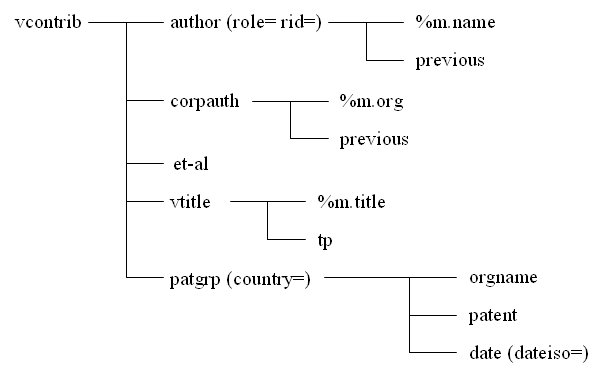 vcontrib author (role= rid=) %m.name
previous
corpauth %m.org
previous
et-al
vtitle %m.title
tp
patgrp (country=) orgname
patent
date (dateiso=)